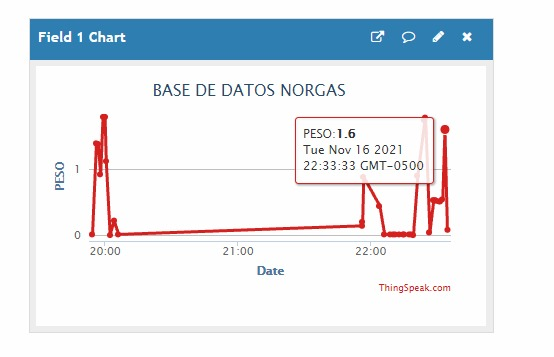 Field 1 Chart
BASE DE DATOS NORGAS
PESO:1.6
Tue Nov 16 2021
22:33:33 GMT-0500
PESO
1
0
20:00
21:00
22:00
Date
ThingSpeak.com